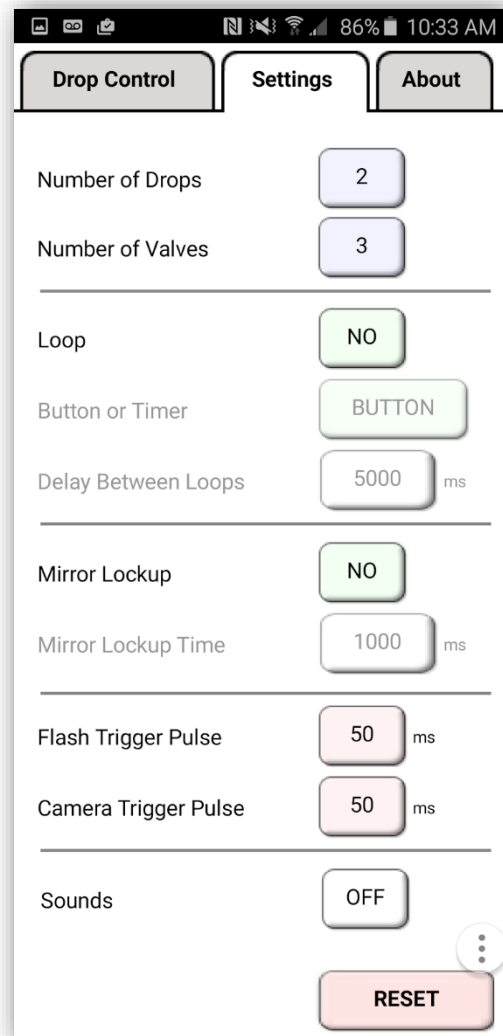 86% 10:33 AM
Drop Control Settings About
Number of Drops 2
Number of Valves 3
Loop NO
Button or Timer BUTTON
Delay Between Loops 5000 ms
Mirror Lockup NO
Mirror Lockup Time 1000 ms
Flash Trigger Pulse 50 ms
Camera Trigger Pulse 50 ms
Sounds OFF
RESET